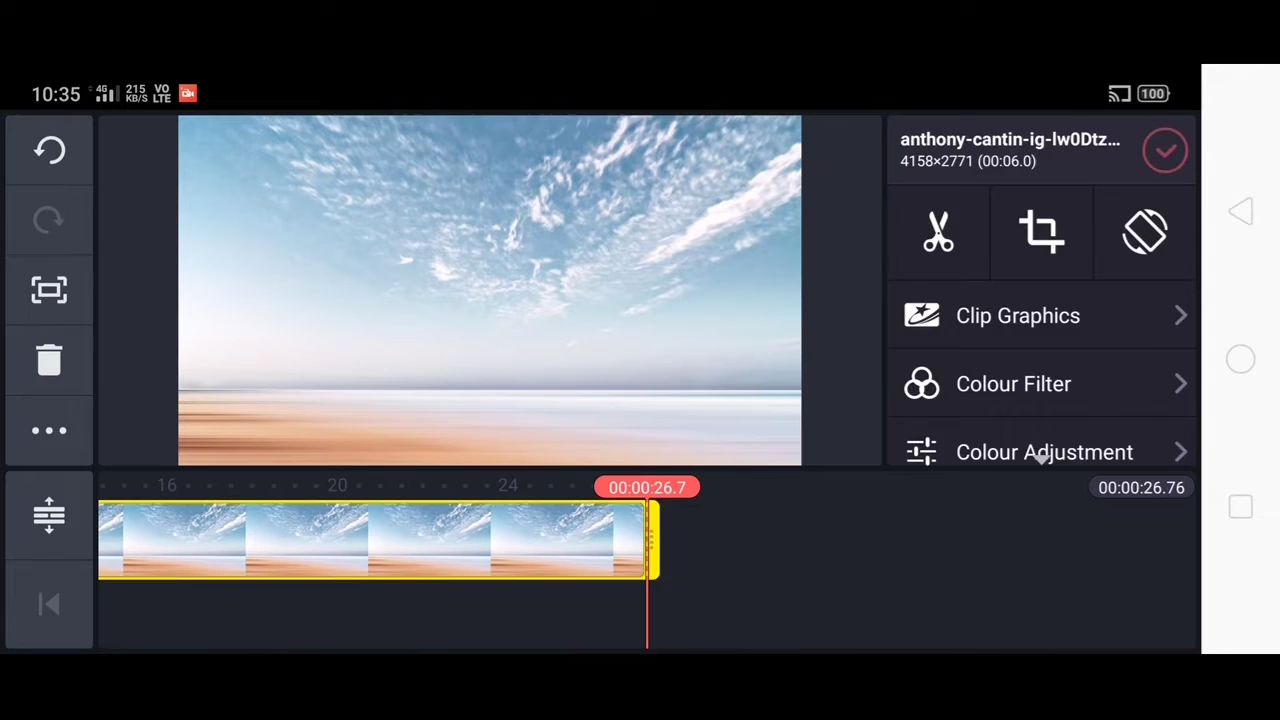 10:35 4G 215 KB/S VO LTE 100
anthony-cantin-ig-lw0Dtz...
4158×2771 (00:06.0)
Clip Graphics
Colour Filter
Colour Adjustment
16 20 24 00:00:26.7 00:00:26.76